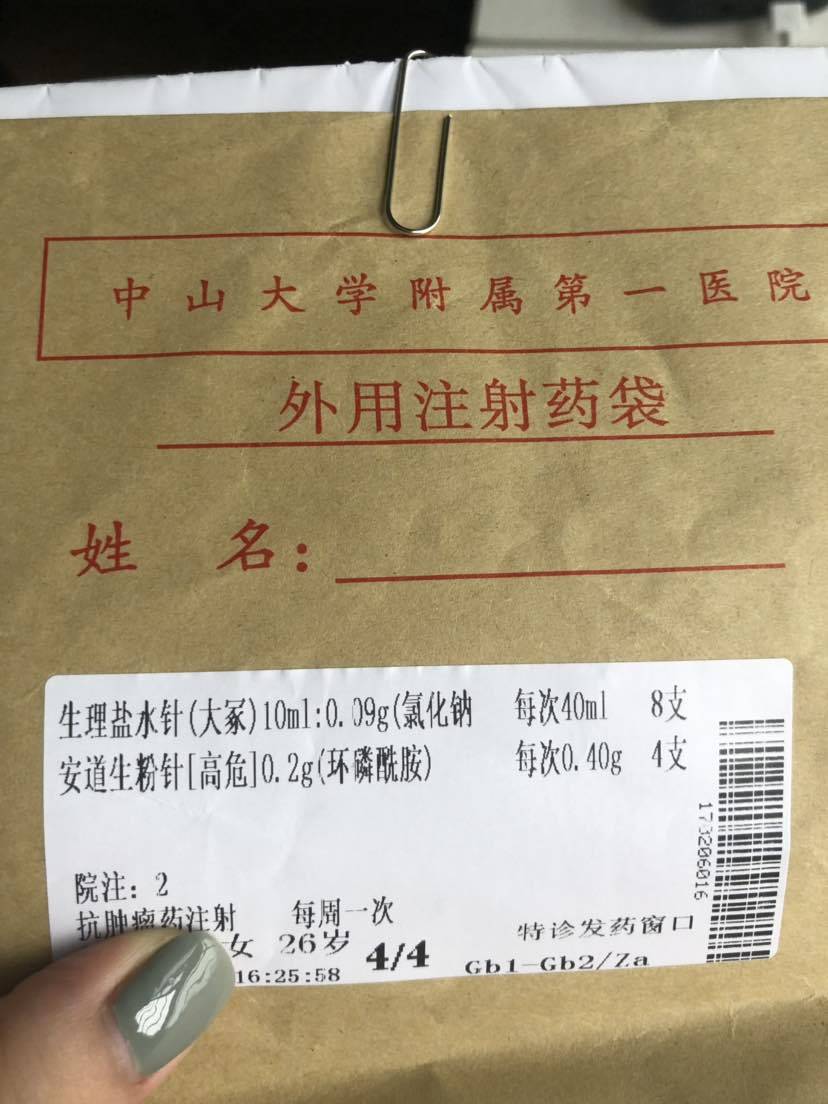 中山大学附属第一医院
外用注射药袋
姓 名：
生理盐水针(大冢)10ml:0.09g(氯化钠 每次40ml 8支
安道生粉针[高危]0.2g(环磷酰胺) 每次0.40g 4支
院注：2
抗肿瘤药注射 每周一次
女 26岁 4/4 特诊发药窗口
16:25:58 Gb1-Gb2/Za
173206016